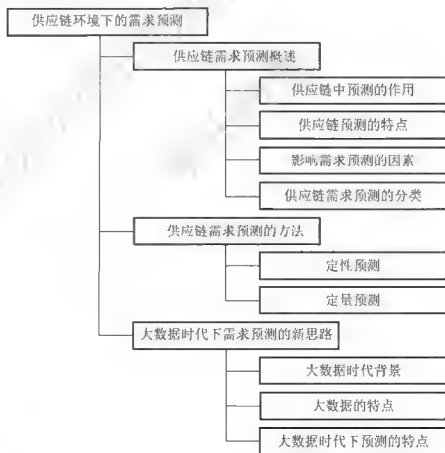 供应链环境下的需求预测
供应链需求预测概述
供应链中预测的作用
供应链预测的特点
影响需求预测的因素
供应链需求预测的分类
供应链需求预测的方法
定性预测
定量预测
大数据时代下需求预测的新思路
大数据时代背景
大数据的特点
大数据时代下预测的特点